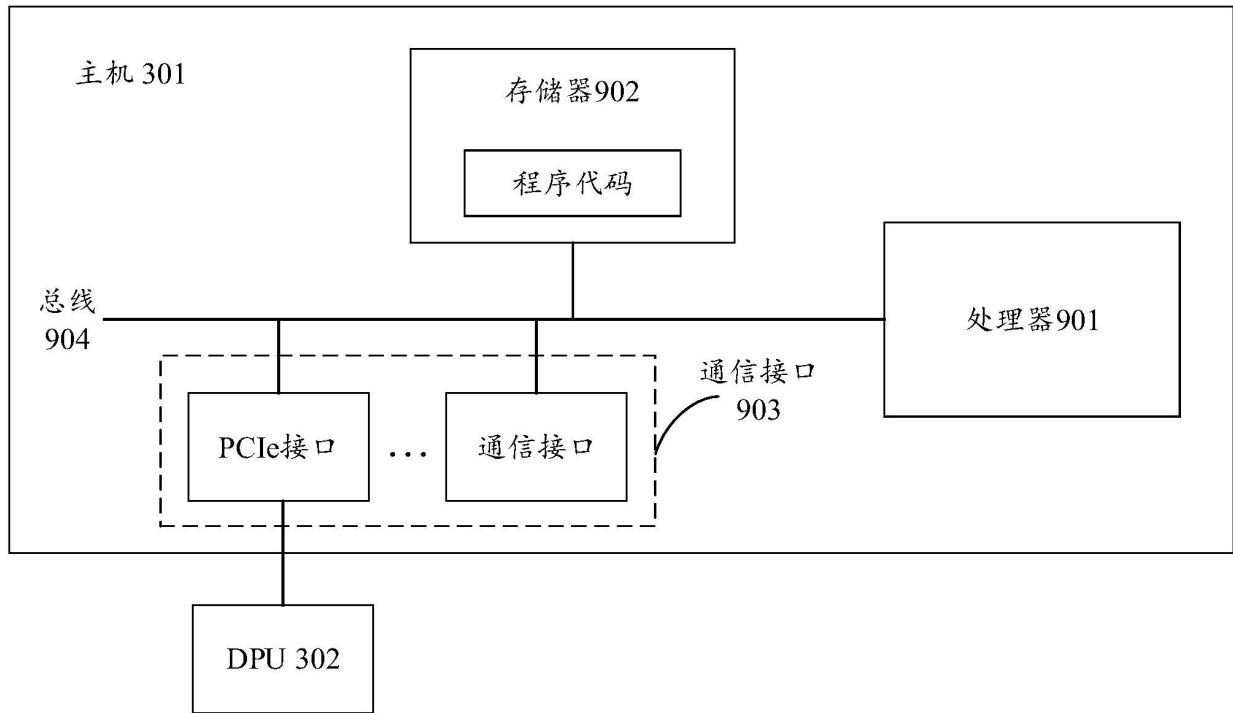 主机 301
存储器902
程序代码
总线
904
处理器901
通信接口
903
PCIe接口
...
通信接口
DPU 302